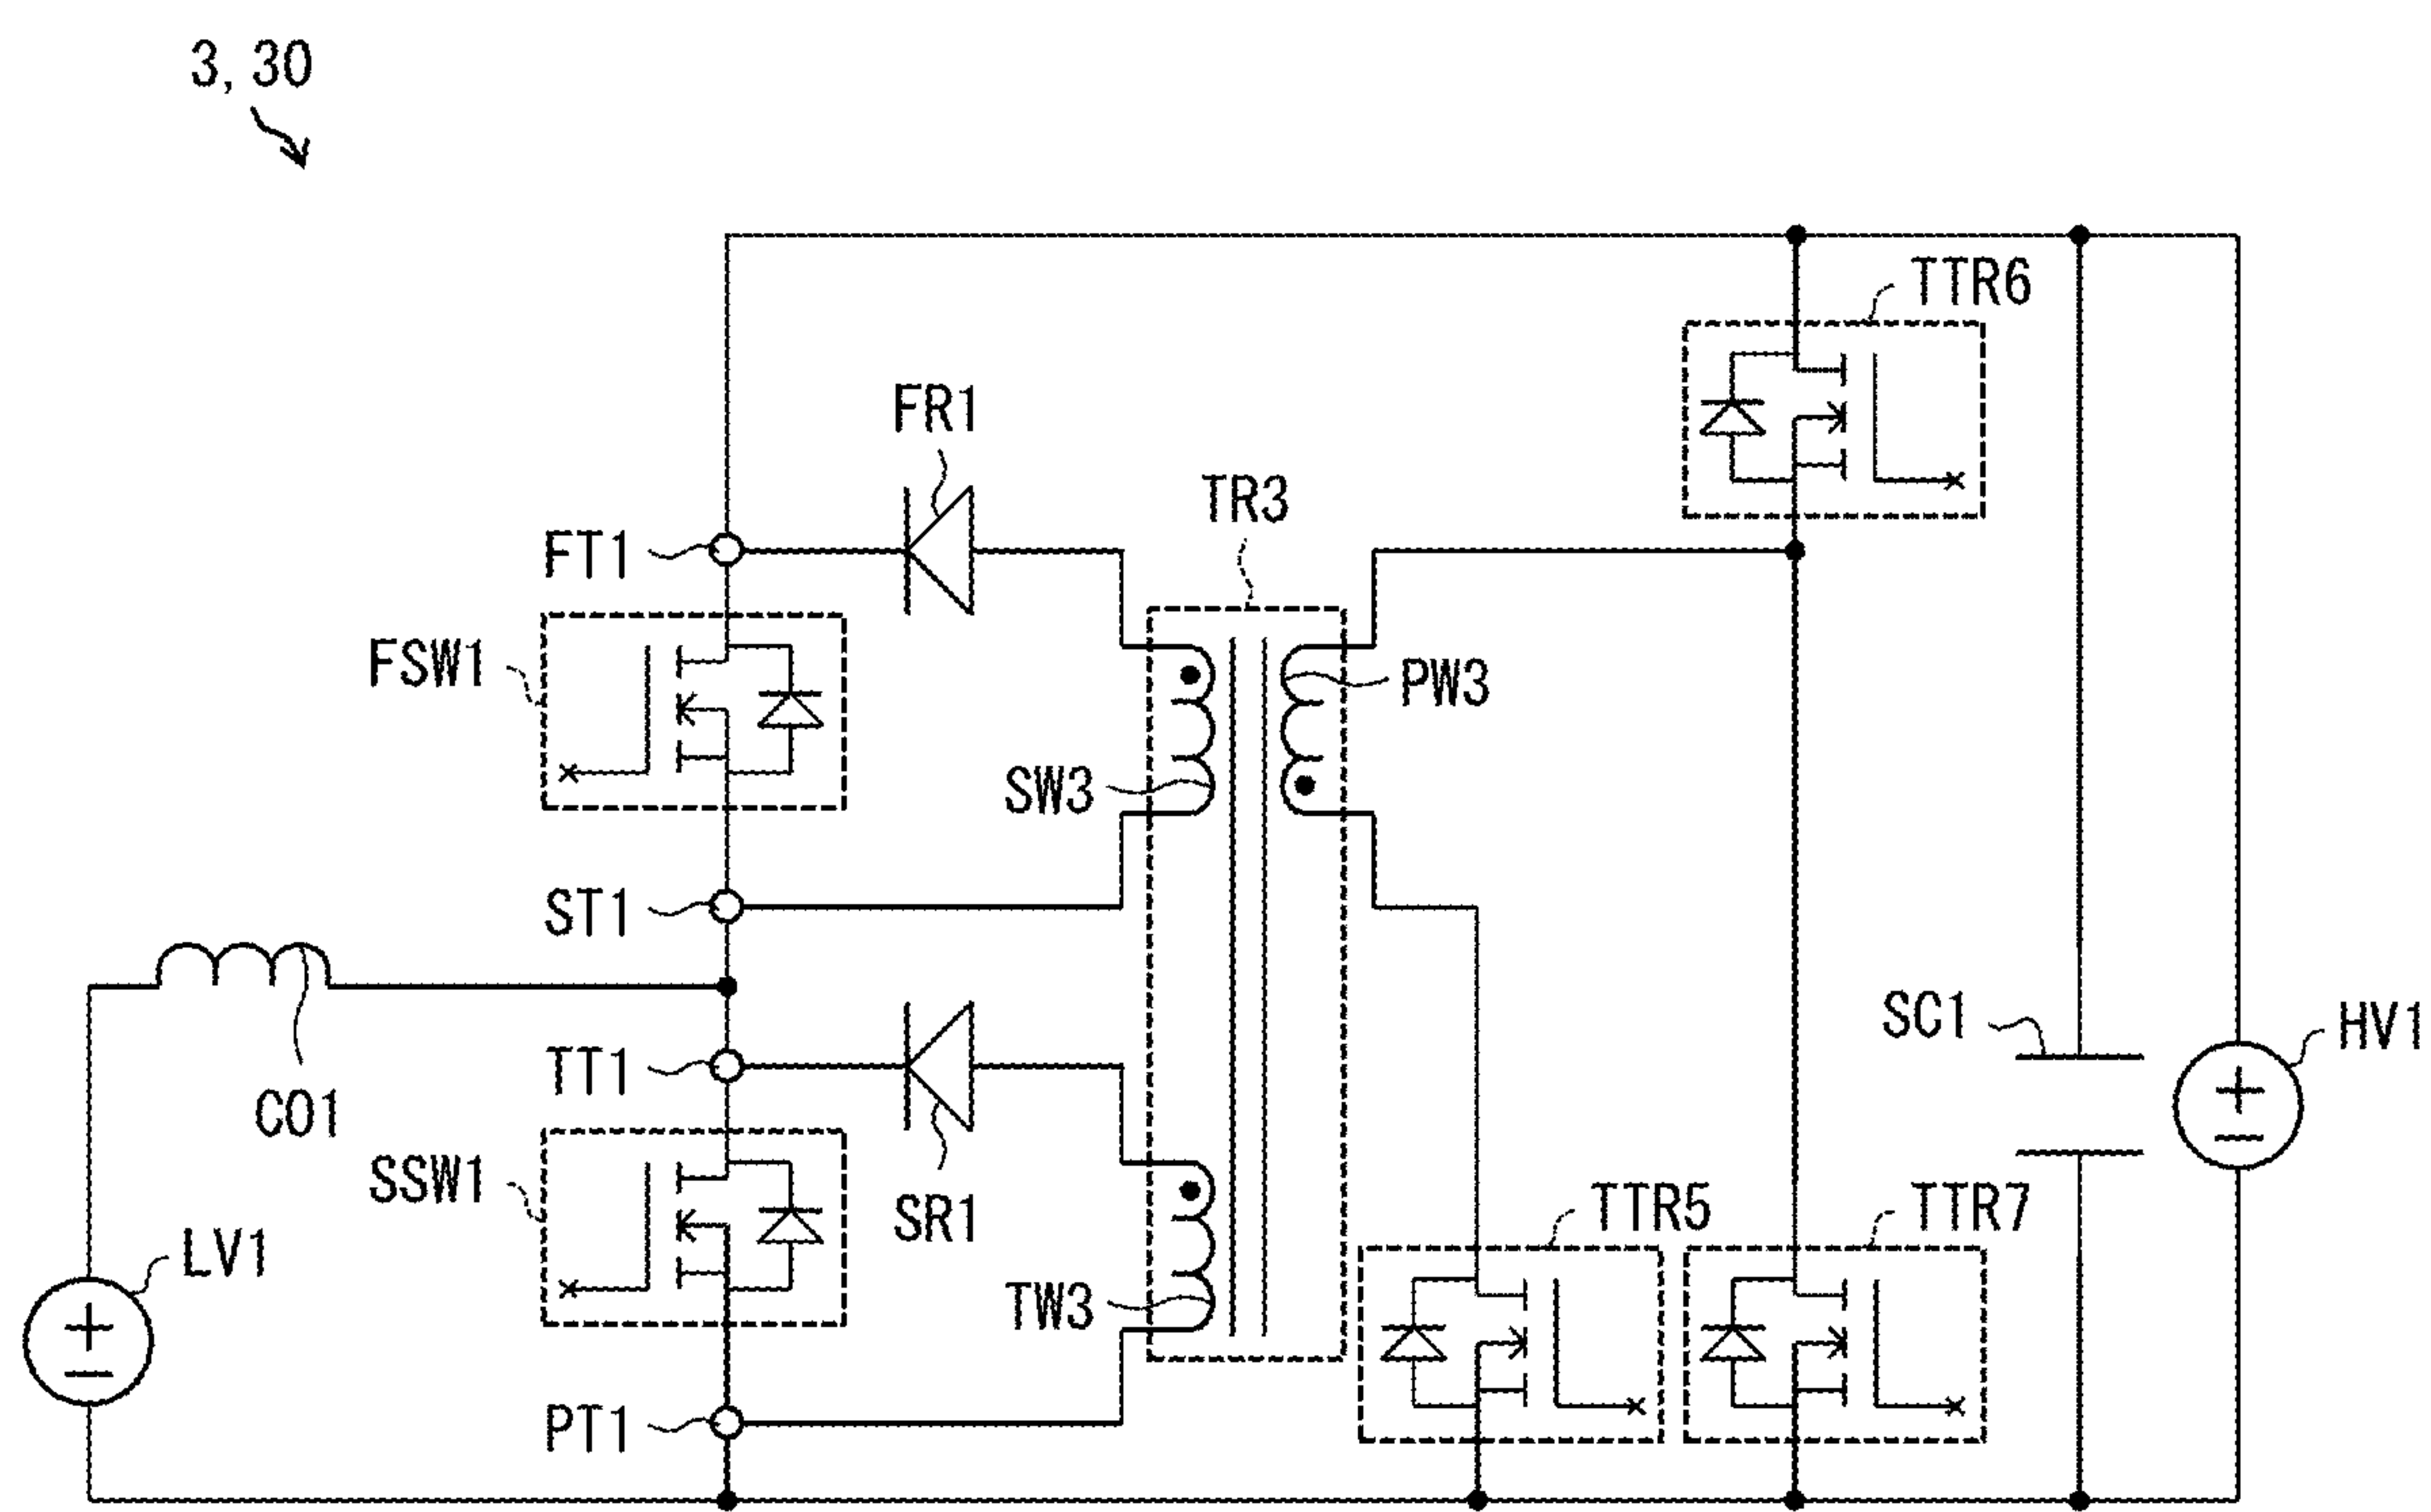 3, 30
TTR6
FR1
TR3
FT1
FSW1
PW3
SW3
ST1
SC1
HV1
TT1
CO1
SSW1
SR1
TTR5
TTR7
LV1
TW3
PT1